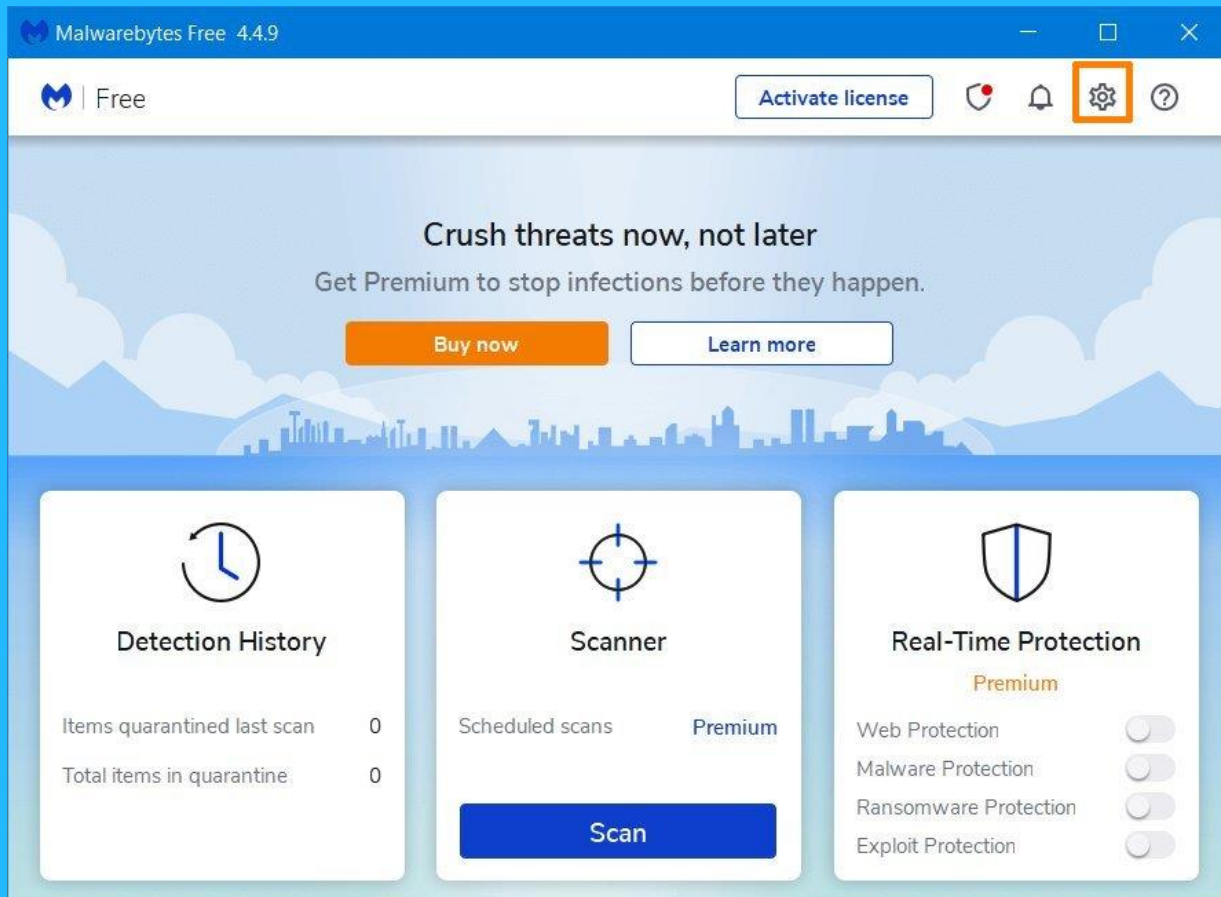 Malwarebytes Free 4.4.9
Free
Activate license
Crush threats now, not later
Get Premium to stop infections before they happen.
Buy now
Learn more
Detection History
Items quarantined last scan 0
Total items in quarantine 0
Scanner
Scheduled scans Premium
Scan
Real-Time Protection
Premium
Web Protection
Malware Protection
Ransomware Protection
Exploit Protection